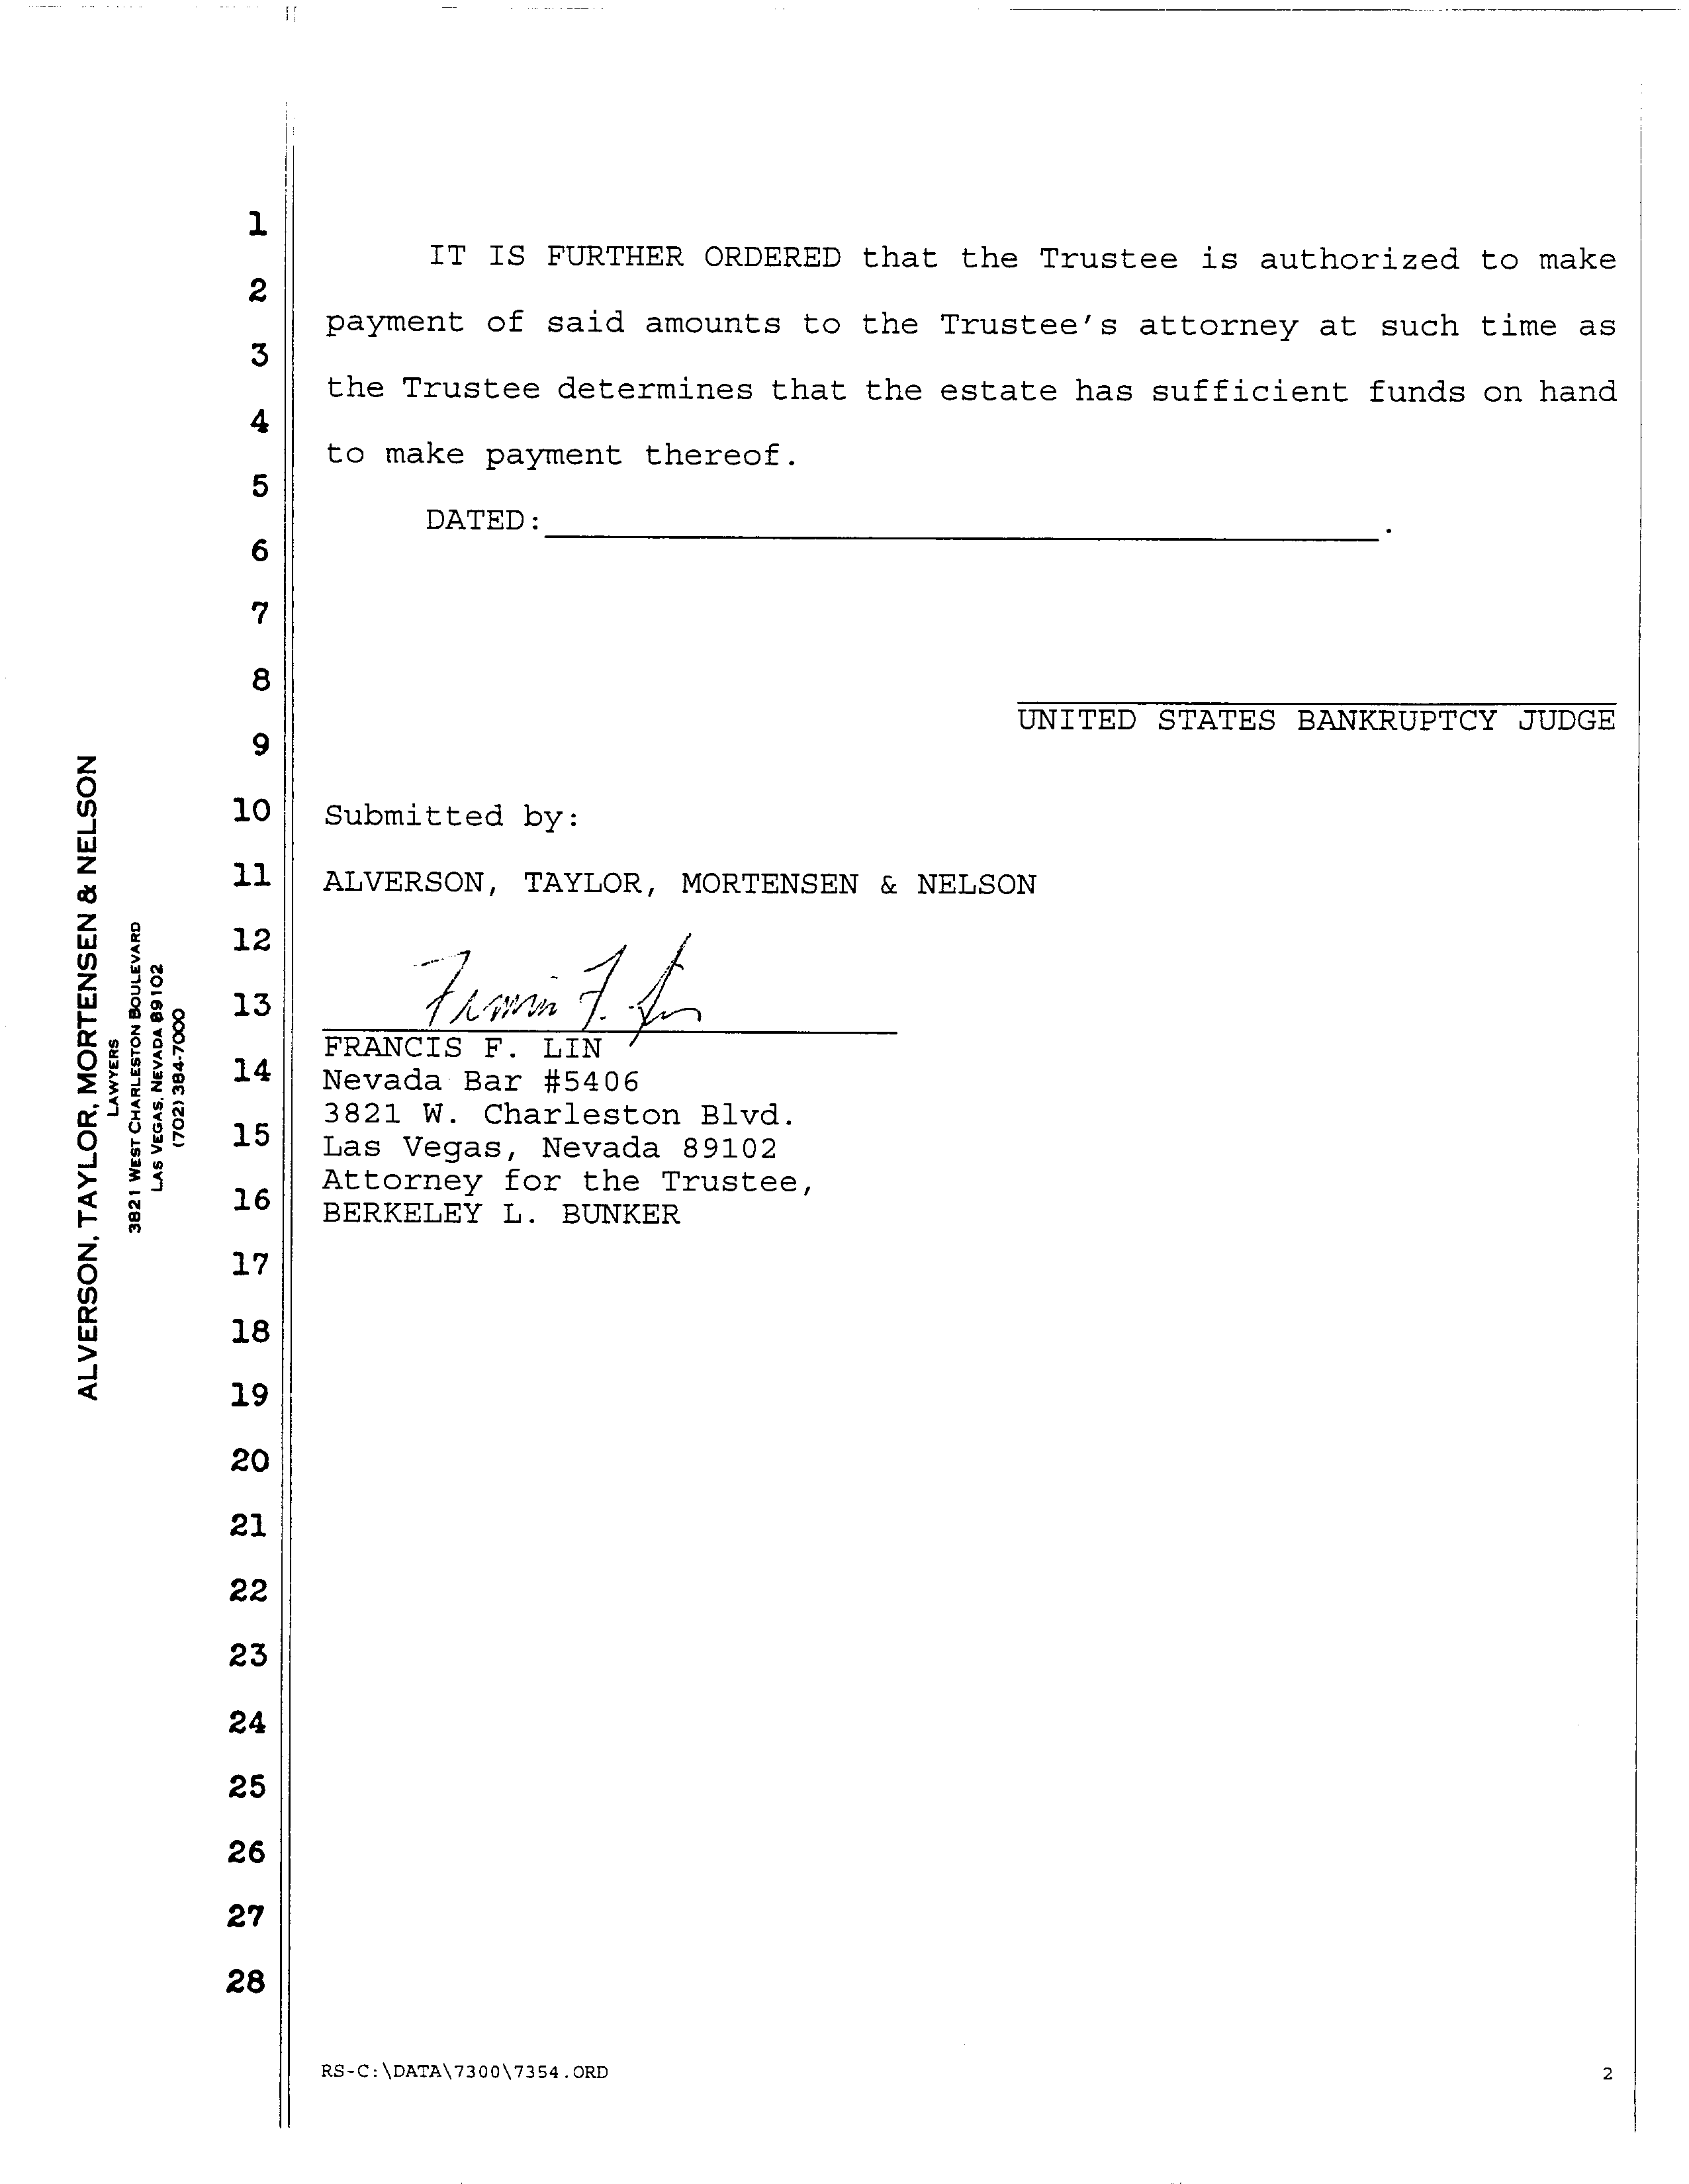 ALVERSON, TAYLOR, MORTENSEN & NELSON
LAWYERS
3821 WEST CHARLESTON BOULEVARD
LAS VEGAS, NEVADA 89102
(702) 384-7000
1
IT IS FURTHER ORDERED that the Trustee is authorized to make
2
payment of said amounts to the Trustee's attorney at such time as
3
the Trustee determines that the estate has sufficient funds on hand
4
to make payment thereof.
5
DATED:                    .
6
7
8
UNITED STATES BANKRUPTCY JUDGE
9
10
Submitted by:
11
ALVERSON, TAYLOR, MORTENSEN & NELSON
12
13
Francis F. Lin
FRANCIS F. LIN
14
Nevada Bar #5406
3821 W. Charleston Blvd.
15
Las Vegas, Nevada 89102
Attorney for the Trustee,
16
BERKELEY L. BUNKER
17
18
19
20
21
22
23
24
25
26
27
28
RS-C:\DATA\7300\7354.ORD 2